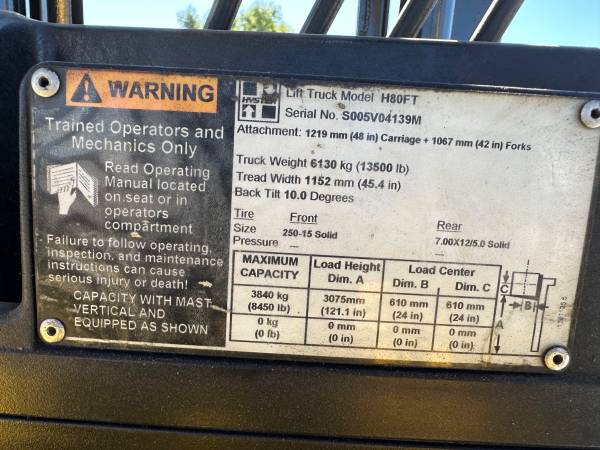 WARNING
Trained Operators and
Mechanics Only
Read Operating
Manual located
on seat or in
operators
compartment
Failure to follow operating,
inspection, and maintenance
instructions can cause
serious injury or death!
CAPACITY WITH MAST
VERTICAL AND
EQUIPPED AS SHOWN
HYSTER
Lift Truck Model H80FT
Serial No. S005V04139M
Attachment: 1219 mm (48 in) Carriage + 1067 mm (42 in) Forks
Truck Weight 6130 kg (13500 lb)
Tread Width 1152 mm (45.4 in)
Back Tilt 10.0 Degrees
Tire Front Rear
Size 250-15 Solid 7.00X12/5.0 Solid
Pressure --- ---
MAXIMUM CAPACITY Load Height Dim. A Load Center Dim. B Dim. C
3840 kg 3075mm 610 mm 610 mm
(8450 lb) (121.1 in) (24 in) (24 in)
0 kg 0 mm 0 mm 0 mm
(0 lb) (0 in) (0 in) (0 in)
C
B
A